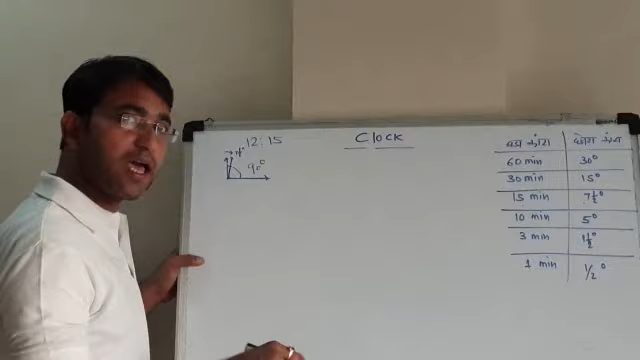 Clock
12:15
90°
बड़ा कांटा छोटा कांटा
60 min 30°
30 min 15°
15 min 7½°
10 min 5°
3 min 1½°
1 min 1/2°